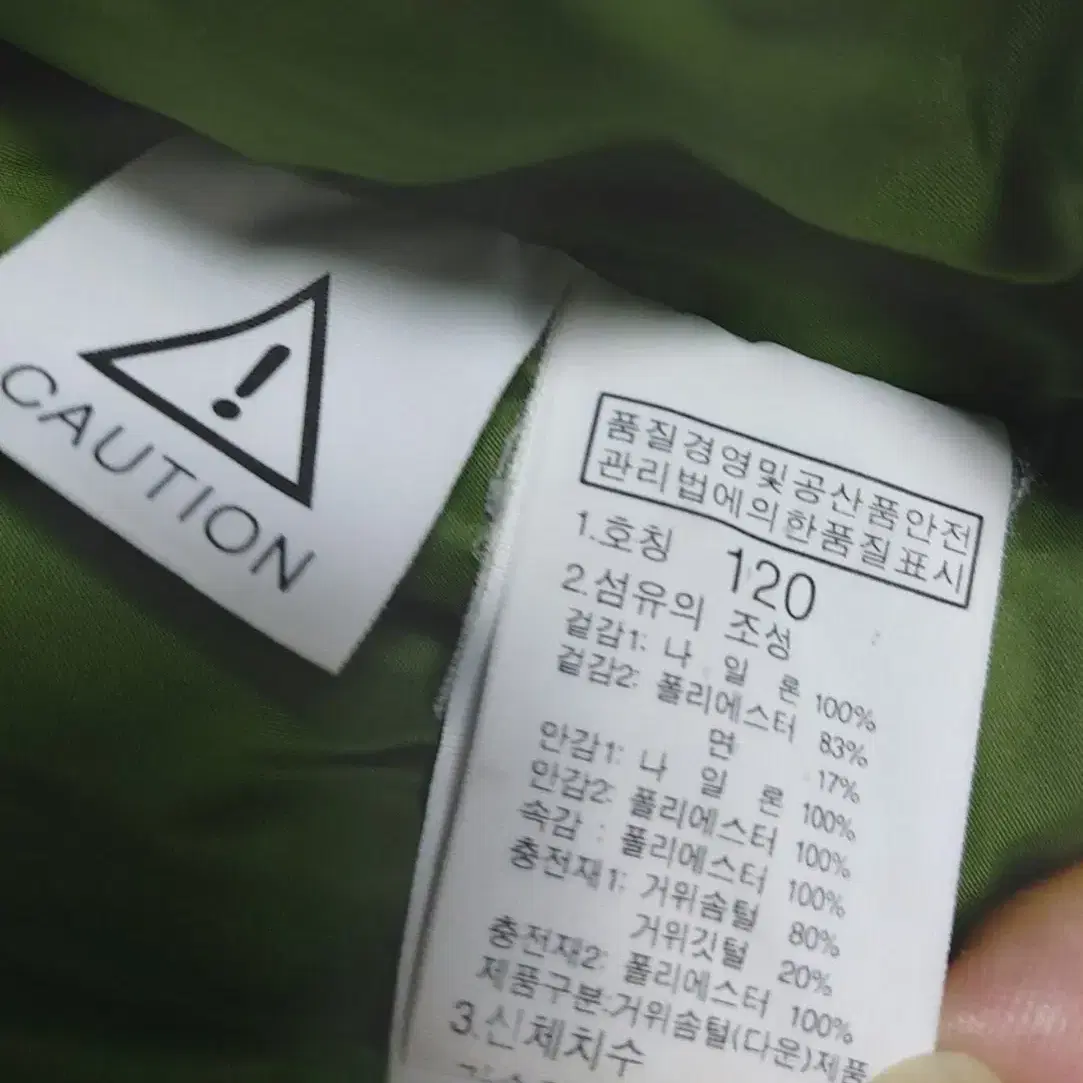 CAUTION
품질경영및공산품안전
관리법에의한품질표시
1.호칭 120
2.섬유의 조성
겉감1: 나 일 론 100%
겉감2: 폴리에스터 83%
면 17%
안감1: 나 일 론 100%
안감2: 폴리에스터 100%
속감 : 폴리에스터 100%
충전재1: 거위솜털 80%
거위깃털 20%
충전재2: 폴리에스터 100%
제품구분:거위솜털(다운)제품
3.신체치수